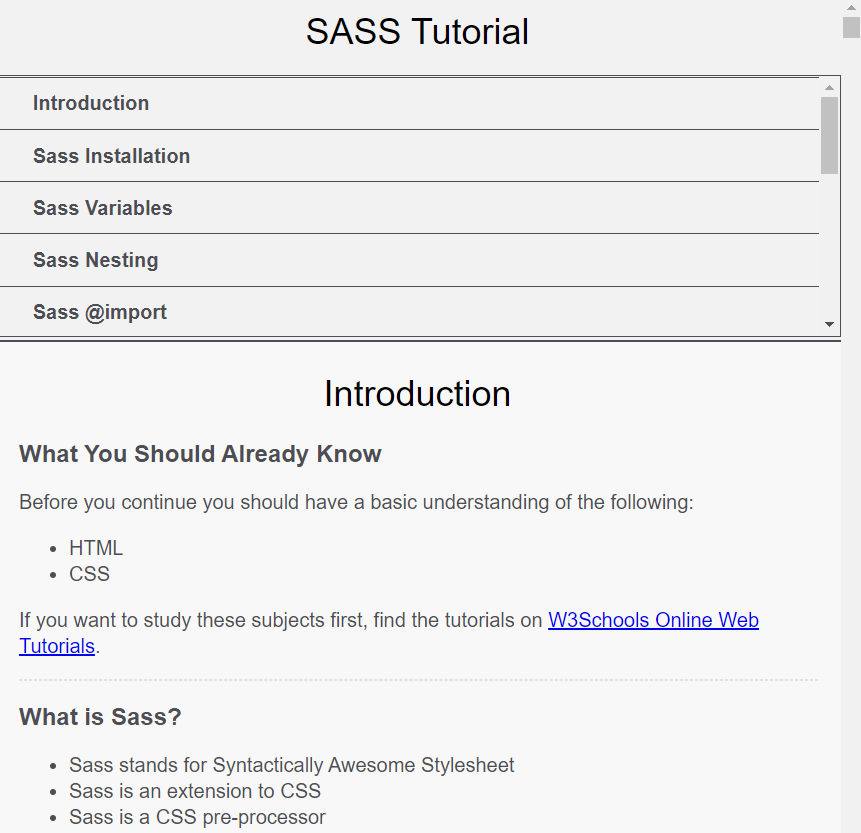 SASS Tutorial
Introduction
Sass Installation
Sass Variables
Sass Nesting
Sass @import
Introduction
What You Should Already Know
Before you continue you should have a basic understanding of the following:
HTML
CSS
If you want to study these subjects first, find the tutorials on W3Schools Online Web
Tutorials.
What is Sass?
Sass stands for Syntactically Awesome Stylesheet
Sass is an extension to CSS
Sass is a CSS pre-processor